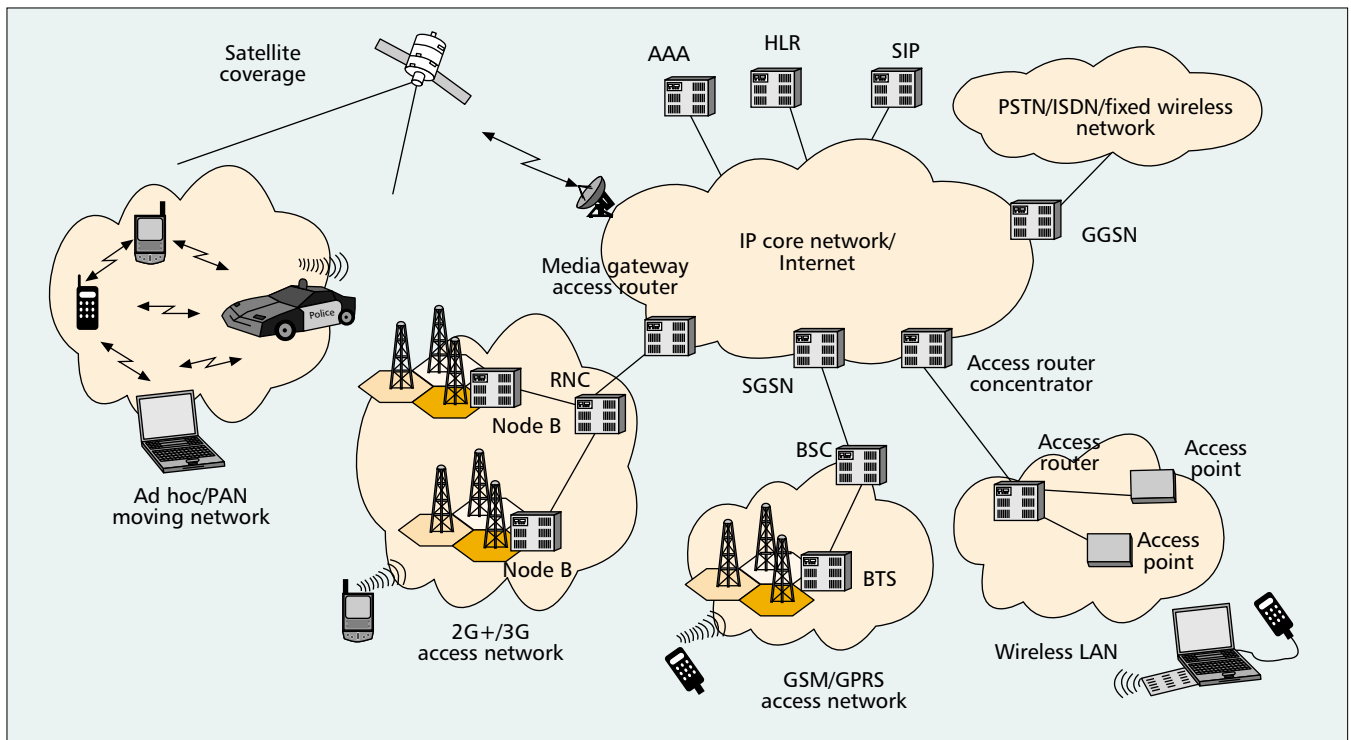 Satellite
coverage
AAA
HLR
SIP
PSTN/ISDN/fixed wireless
network
IP core network/
Internet
GGSN
Media gateway
access router
Police
RNC
Node B
SGSN
Access router
concentrator
BSC
Access
router
Access
point
Ad hoc/PAN
moving network
Node B
Access
point
BTS
2G+/3G
access network
Wireless LAN
GSM/GPRS
access network